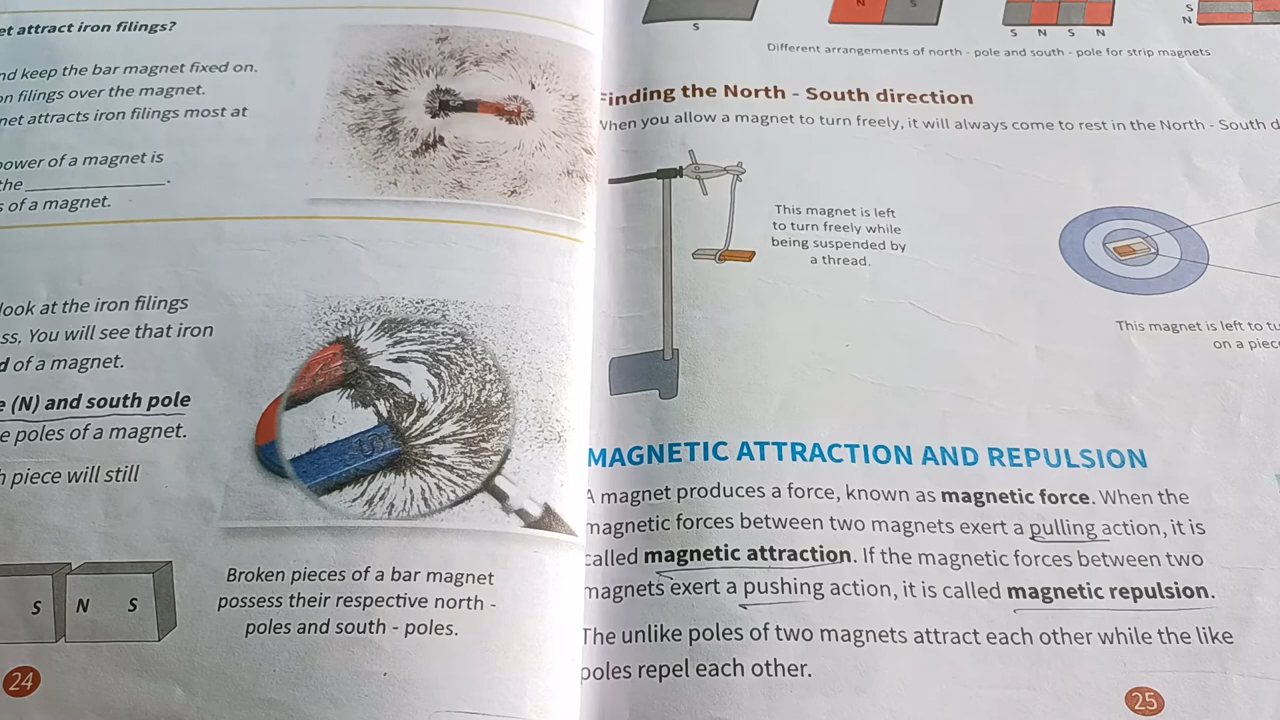 et attract iron filings?
nd keep the bar magnet fixed on.
on filings over the magnet.
net attracts iron filings most at
power of a magnet is
the ____________.
s of a magnet.
look at the iron filings
ss. You will see that iron
d of a magnet.
e (N) and south pole
e poles of a magnet.
h piece will still
S N S
Broken pieces of a bar magnet
possess their respective north -
poles and south - poles.
24
S
N S
S N S N
S
N
Different arrangements of north - pole and south - pole for strip magnets
Finding the North - South direction
When you allow a magnet to turn freely, it will always come to rest in the North - South d
This magnet is left
to turn freely while
being suspended by
a thread.
This magnet is left to tu
on a piec
MAGNETIC ATTRACTION AND REPULSION
A magnet produces a force, known as magnetic force. When the
magnetic forces between two magnets exert a pulling action, it is
called magnetic attraction. If the magnetic forces between two
magnets exert a pushing action, it is called magnetic repulsion.
The unlike poles of two magnets attract each other while the like
poles repel each other.
25